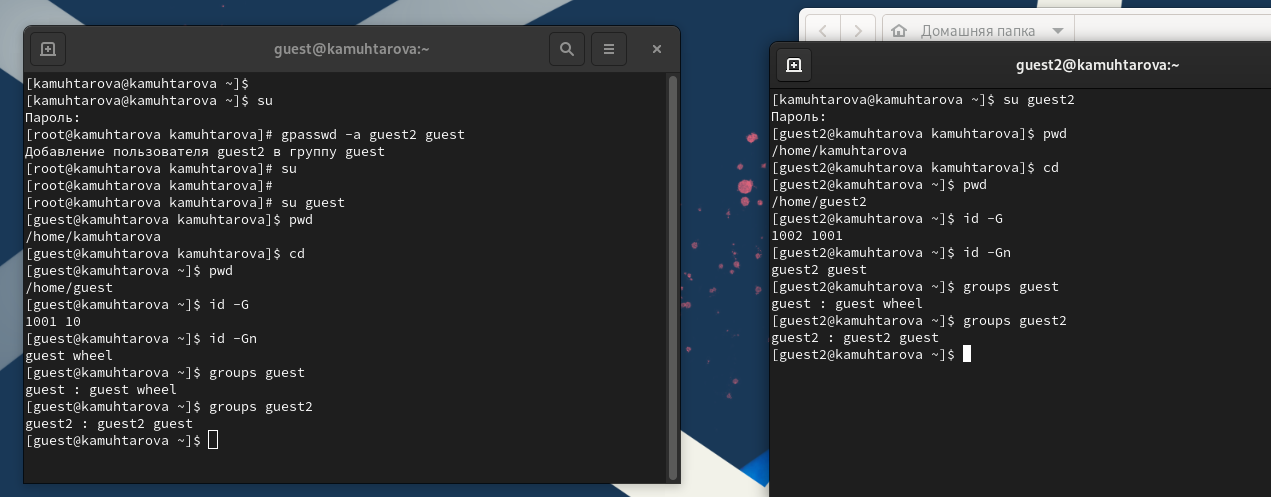 guest@kamuhtarova:~
[kamuhtarova@kamuhtarova ~]$
[kamuhtarova@kamuhtarova ~]$ su
Пароль:
[root@kamuhtarova kamuhtarova]# gpasswd -a guest2 guest
Добавление пользователя guest2 в группу guest
[root@kamuhtarova kamuhtarova]# su
[root@kamuhtarova kamuhtarova]#
[root@kamuhtarova kamuhtarova]# su guest
[guest@kamuhtarova kamuhtarova]$ pwd
/home/kamuhtarova
[guest@kamuhtarova kamuhtarova]$ cd
[guest@kamuhtarova ~]$ pwd
/home/guest
[guest@kamuhtarova ~]$ id -G
1001 10
[guest@kamuhtarova ~]$ id -Gn
guest wheel
[guest@kamuhtarova ~]$ groups guest
guest : guest wheel
[guest@kamuhtarova ~]$ groups guest2
guest2 : guest2 guest
[guest@kamuhtarova ~]$
Домашняя папка
guest2@kamuhtarova:~
[kamuhtarova@kamuhtarova ~]$ su guest2
Пароль:
[guest2@kamuhtarova kamuhtarova]$ pwd
/home/kamuhtarova
[guest2@kamuhtarova kamuhtarova]$ cd
[guest2@kamuhtarova ~]$ pwd
/home/guest2
[guest2@kamuhtarova ~]$ id -G
1002 1001
[guest2@kamuhtarova ~]$ id -Gn
guest2 guest
[guest2@kamuhtarova ~]$ groups guest
guest : guest wheel
[guest2@kamuhtarova ~]$ groups guest2
guest2 : guest2 guest
[guest2@kamuhtarova ~]$